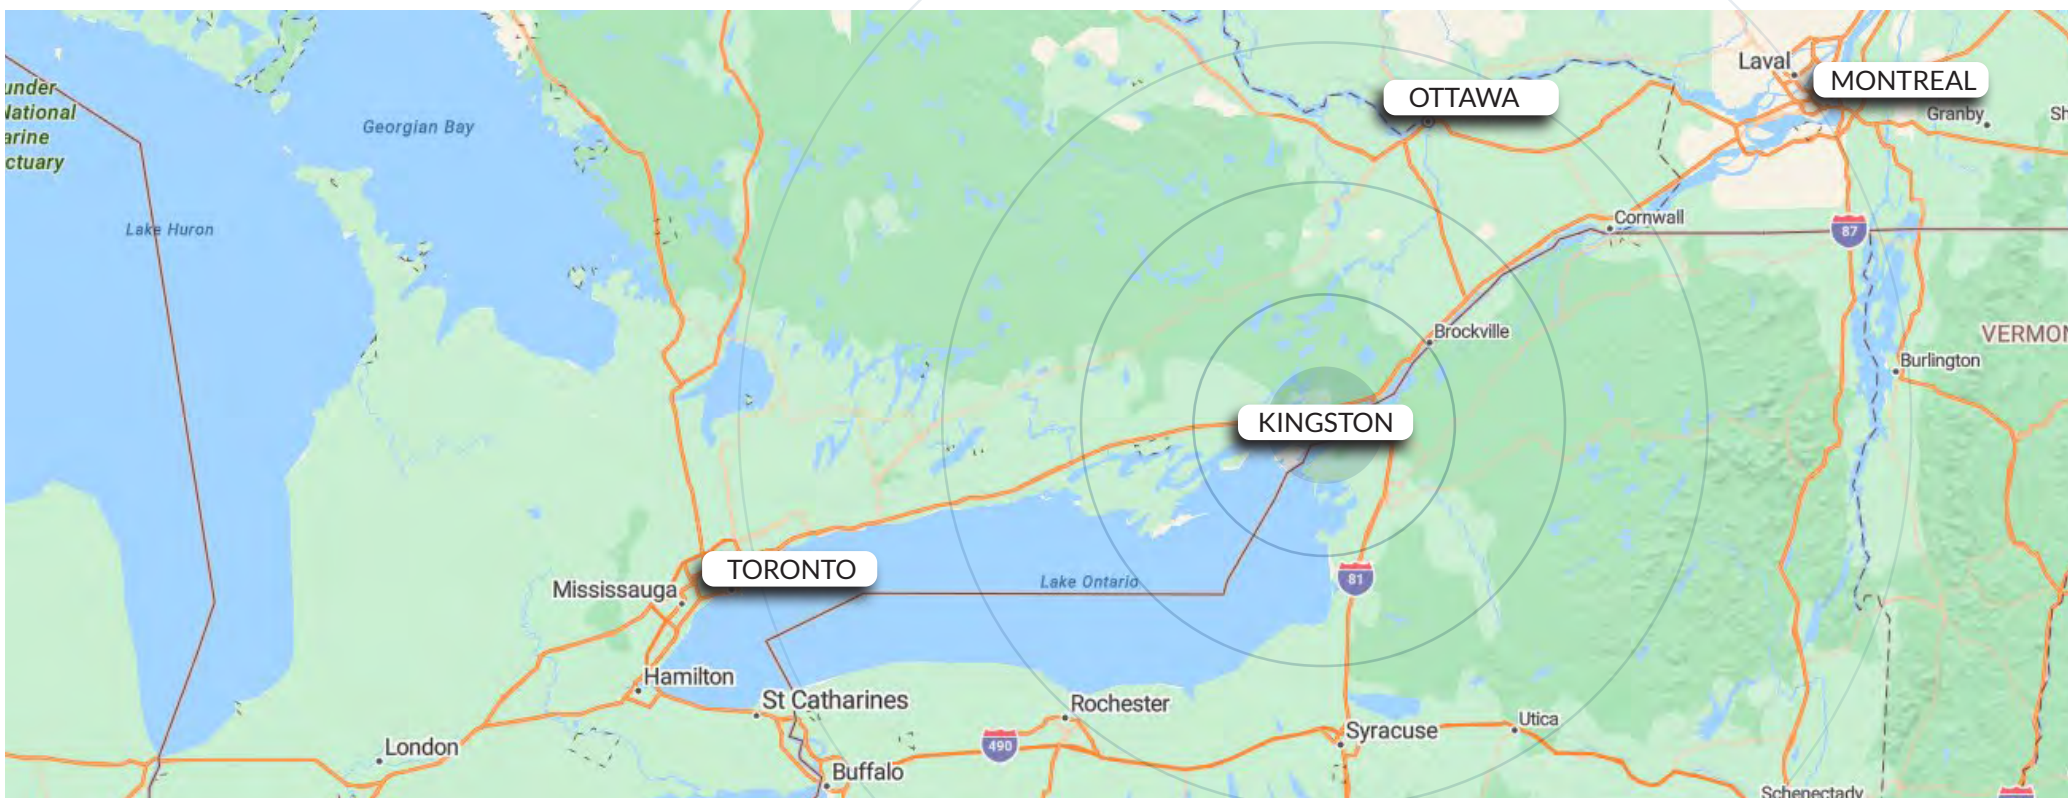 Laval
MONTREAL
OTTAWA
Granby
Sh
under
National
arine
ctuary
Georgian Bay
Lake Huron
Cornwall
87
Brockville
VERMON
Burlington
KINGSTON
TORONTO
Mississauga
Lake Ontario
81
Hamilton
St Catharines
Rochester
Utica
Syracuse
London
490
Buffalo
Schenectady